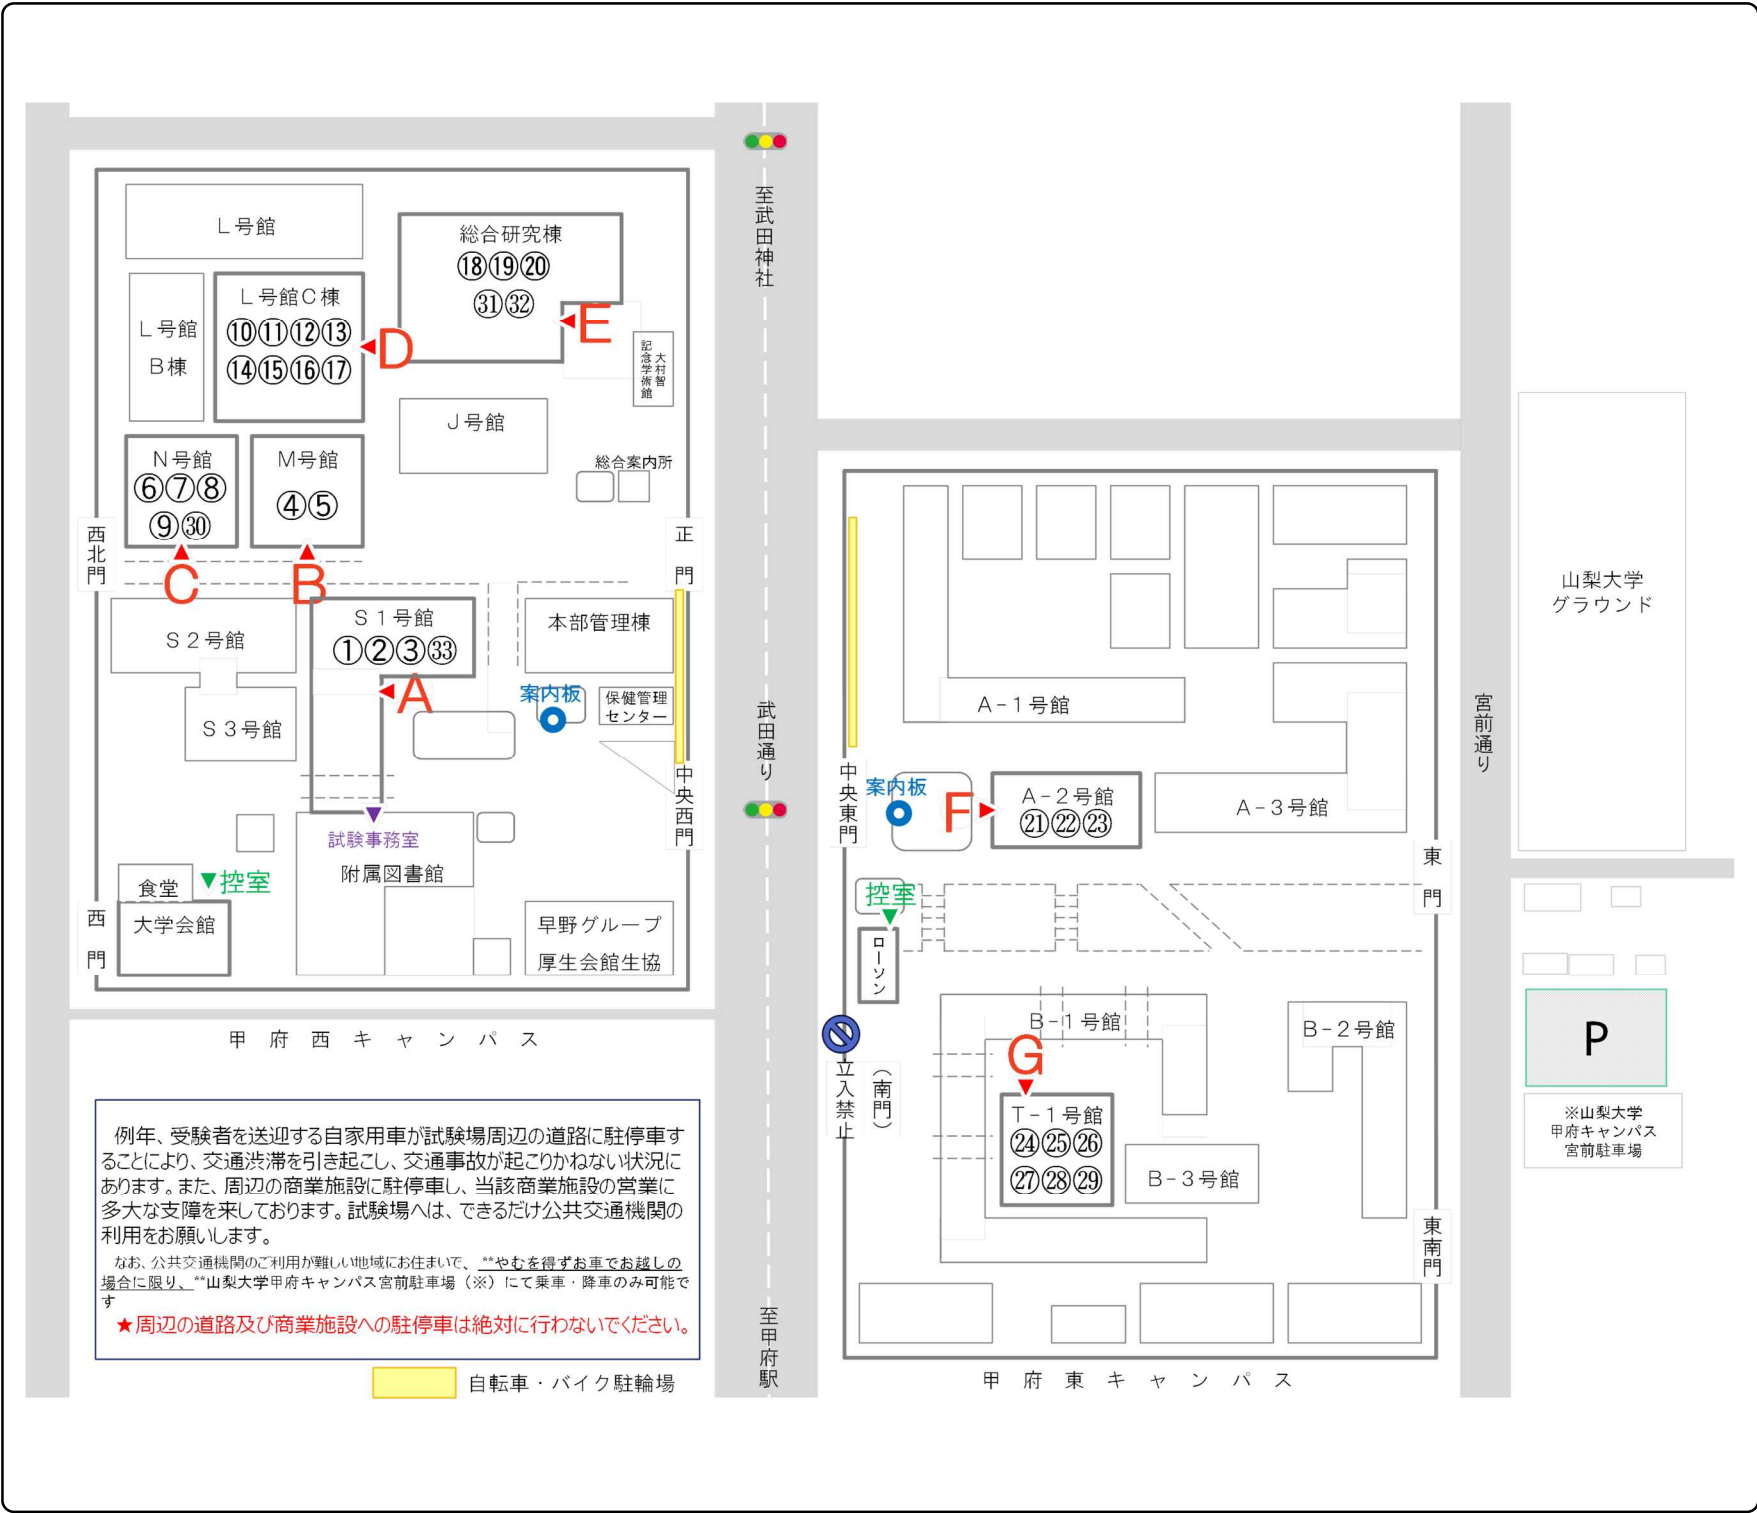 至武田神社
L号館
総合研究棟
⑱⑲⑳
㉛㉜
E
L号館C棟
⑩⑪⑫⑬
⑭⑮⑯⑰
D
L号館
B棟
大村智
記念学術館
J号館
総合案内所
N号館
⑥⑦⑧
⑨㉚
M号館
④⑤
西北門
正門
C
B
S2号館
S1号館
①②③㉝
本部管理棟
A
案内板
保健管理
センター
S3号館
中央西門
試験事務室
附属図書館
食堂
控室
大学会館
西門
早野グループ
厚生会館生協
甲府西キャンパス
武田通り
至甲府駅
A-1号館
中央東門
案内板
F
A-2号館
㉑㉒㉓
A-3号館
東門
控室
ローソン
立入禁止
(南門)
B-1号館
G
T-1号館
㉔㉕㉖
㉗㉘㉙
B-2号館
B-3号館
東南門
甲府東キャンパス
宮前通り
山梨大学
グラウンド
P
※山梨大学
甲府キャンパス
宮前駐車場
例年、受験者を送迎する自家用車が試験場周辺の道路に駐停車す
ることにより、交通渋滞を引き起こし、交通事故が起こりかねない状況に
あります。また、周辺の商業施設に駐停車し、当該商業施設の営業に
多大な支障を来しております。試験場へは、できるだけ公共交通機関の
利用をお願いします。
なお、公共交通機関のご利用が難しい地域にお住まいで、**やむを得ずお車でお越しの
場合に限り、**山梨大学甲府キャンパス宮前駐車場(※)にて乗車・降車のみ可能で
す
★周辺の道路及び商業施設への駐停車は絶対に行わないでください。
自転車・バイク駐輪場